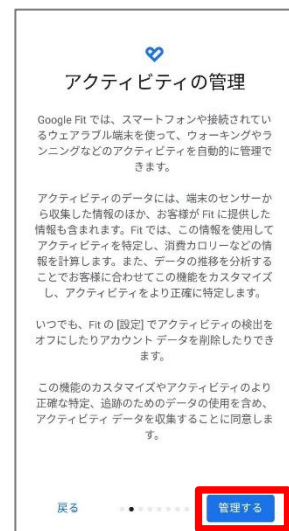 アクティビティの管理
Google Fit では、スマートフォンや接続されてい
るウェアラブル端末を使って、ウォーキングやラ
ンニングなどのアクティビティを自動的に管理で
きます。
アクティビティのデータには、端末のセンサーか
ら収集した情報のほか、お客様が Fit に提供した
情報も含まれます。Fit では、この情報を使用して
アクティビティを特定し、消費カロリーなどの情
報を計算します。また、データの推移を分析する
ことでお客様に合わせてこの機能をカスタマイズ
し、アクティビティをより正確に特定します。
いつでも、Fit の [設定] でアクティビティの検出を
オフにしたりアカウント データを削除したりでき
ます。
この機能のカスタマイズやアクティビティのより
正確な特定、追跡のためのデータの使用を含め、
アクティビティ データを収集することに同意しま
す。
戻る
管理する